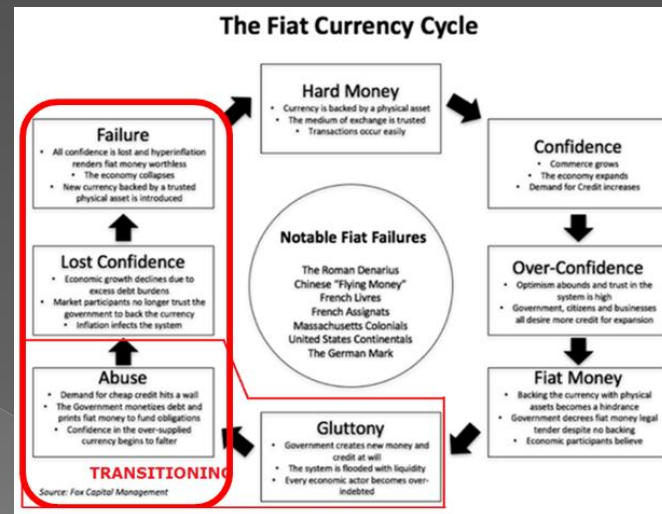 The Fiat Currency Cycle
Hard Money
• Currency is backed by a physical asset
• The medium of exchange is trusted
• Transactions occur easily
Confidence
• Commerce grows
• The economy expands
• Demand for Credit increases
Over-Confidence
• Optimism abounds and trust in the
system is high
• Government, citizens and businesses
all desire more credit for expansion
Fiat Money
• Backing the currency with physical
assets becomes a hindrance
• Government decrees fiat money legal
tender despite no backing
• Economic participants believe
Gluttony
• Government creates new money and
credit at will
• The system is flooded with liquidity
• Every economic actor becomes over-
indebted
Abuse
• Demand for cheap credit hits a wall
• The Government monetizes debt and
prints fiat money to fund obligations
• Confidence in the over-supplied
currency begins to falter
TRANSITIONING
Lost Confidence
• Economic growth declines due to
excess debt burdens
• Market participants no longer trust the
government to back the currency
• Inflation infects the system
Failure
• All confidence is lost and hyperinflation
renders fiat money worthless
• The economy collapses
• New currency backed by a trusted
physical asset is introduced
Notable Fiat Failures
The Roman Denarius
Chinese "Flying Money"
French Livres
French Assignats
Massachusetts Colonials
United States Continentals
The German Mark
Source: Fox Capital Management